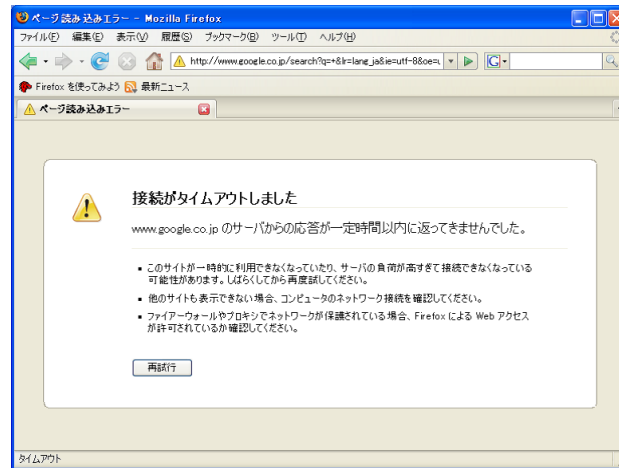 ページ読み込みエラー - Mozilla Firefox
ファイル(F) 編集(E) 表示(V) 履歴(S) ブックマーク(B) ツール(T) ヘルプ(H)
http://www.google.co.jp/search?q=+&lr=lang_ja&ie=utf-8&oe=u
G
Firefox を使ってみよう 最新ニュース
ページ読み込みエラー
接続がタイムアウトしました
www.google.co.jp のサーバからの応答が一定時間以内に返ってきませんでした。
▪ このサイトが一時的に利用できなくなっていたり、サーバの負荷が高すぎて接続できなくなっている
可能性があります。しばらくしてから再度試してください。
▪ 他のサイトも表示できない場合、コンピュータのネットワーク接続を確認してください。
▪ ファイアーウォールやプロキシでネットワークが保護されている場合、Firefox による Web アクセス
が許可されているか確認してください。
再試行
タイムアウト